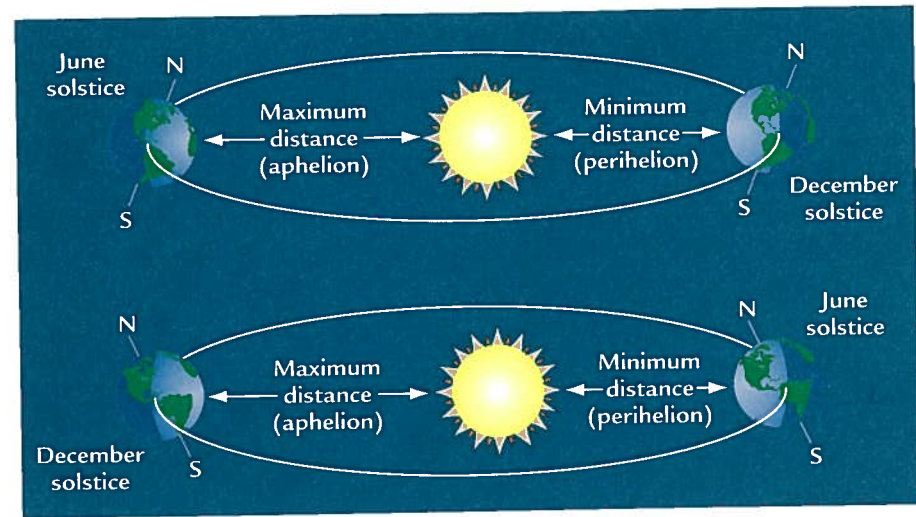 June
solstice
N
Maximum
distance
(aphelion)
S
Minimum
distance
(perihelion)
N
S
December
solstice
N
Maximum
distance
(aphelion)
December
solstice
S
Minimum
distance
(perihelion)
N
June
solstice
S